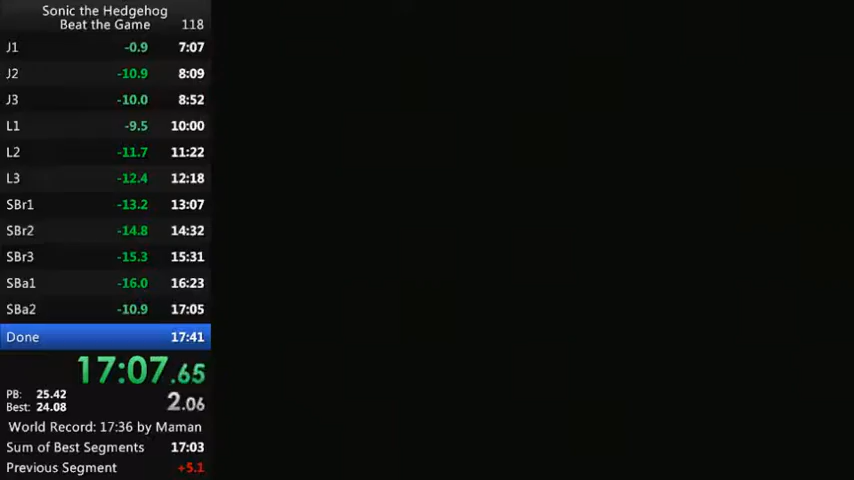 Sonic the Hedgehog
Beat the Game 118
J1 -0.9 7:07
J2 -10.9 8:09
J3 -10.0 8:52
L1 -9.5 10:00
L2 -11.7 11:22
L3 -12.4 12:18
SBr1 -13.2 13:07
SBr2 -14.8 14:32
SBr3 -15.3 15:31
SBa1 -16.0 16:23
SBa2 -10.9 17:05
Done 17:41
17:07.65
PB: 25.42
Best: 24.08 2.06
World Record: 17:36 by Maman
Sum of Best Segments 17:03
Previous Segment +5.1